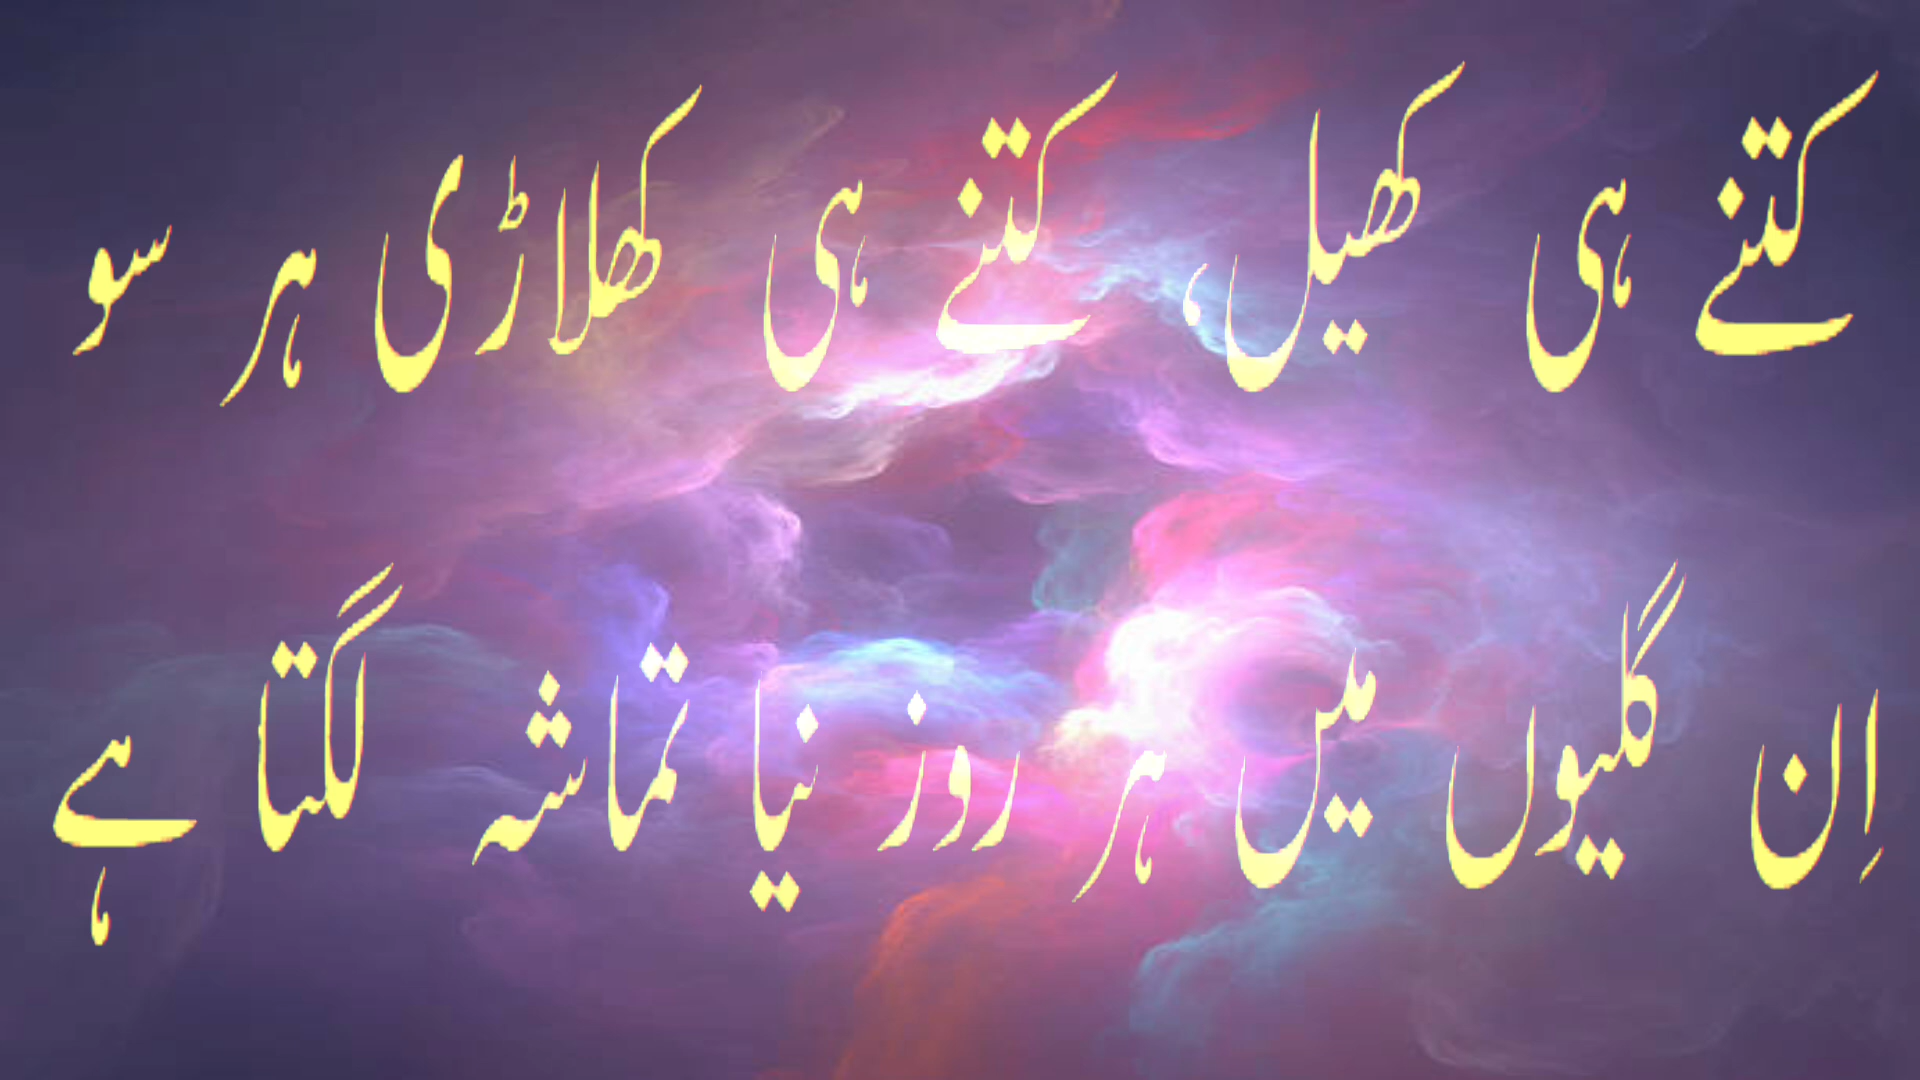 کتنے ہی کھیل، کتنے ہی کھلاڑی ہر سو
اِن گلیوں میں ہر روز نیا تماشہ لگتا ہے